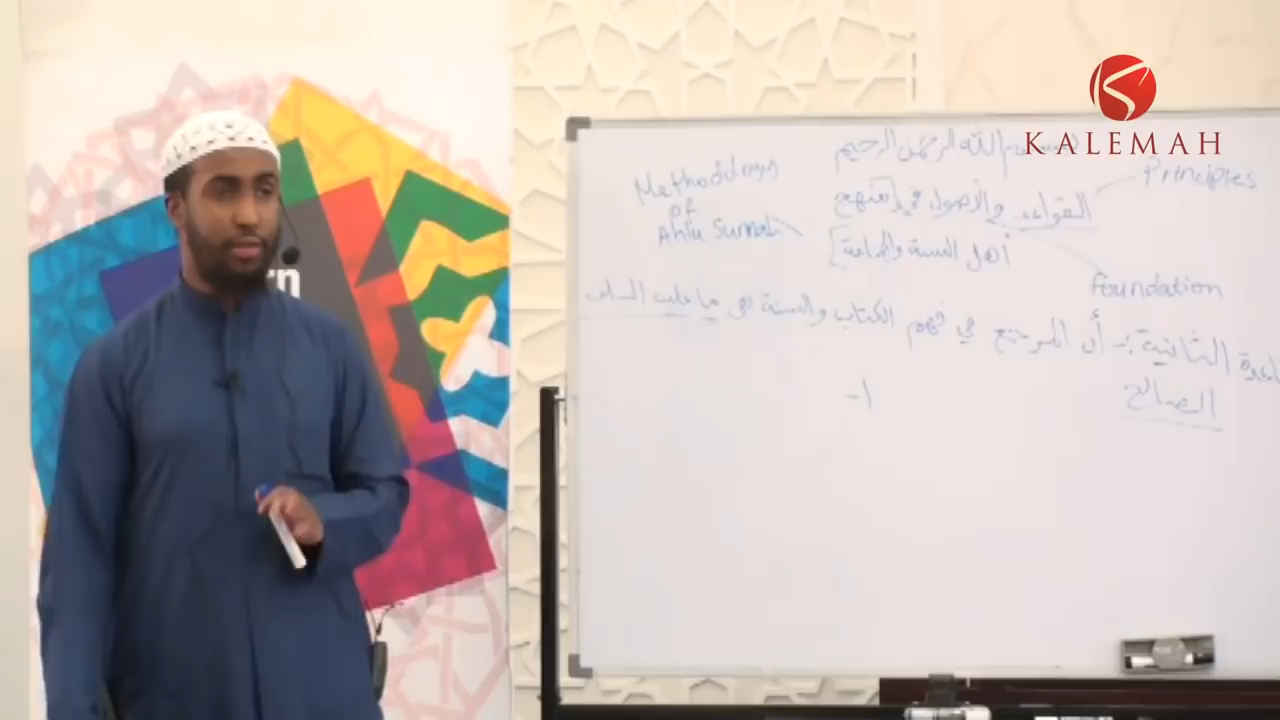 KALEMAH
بسم الله الرحمن الرحيم
Principles
القواعد والأصول في [منهج
Methodology
of
Ahlu Sunnah
أهل السنة والجماعة]
foundation
الثانية :- أن المرجع في فهم الكتاب والسنة هو ما عليه السلف
الصالح
١-